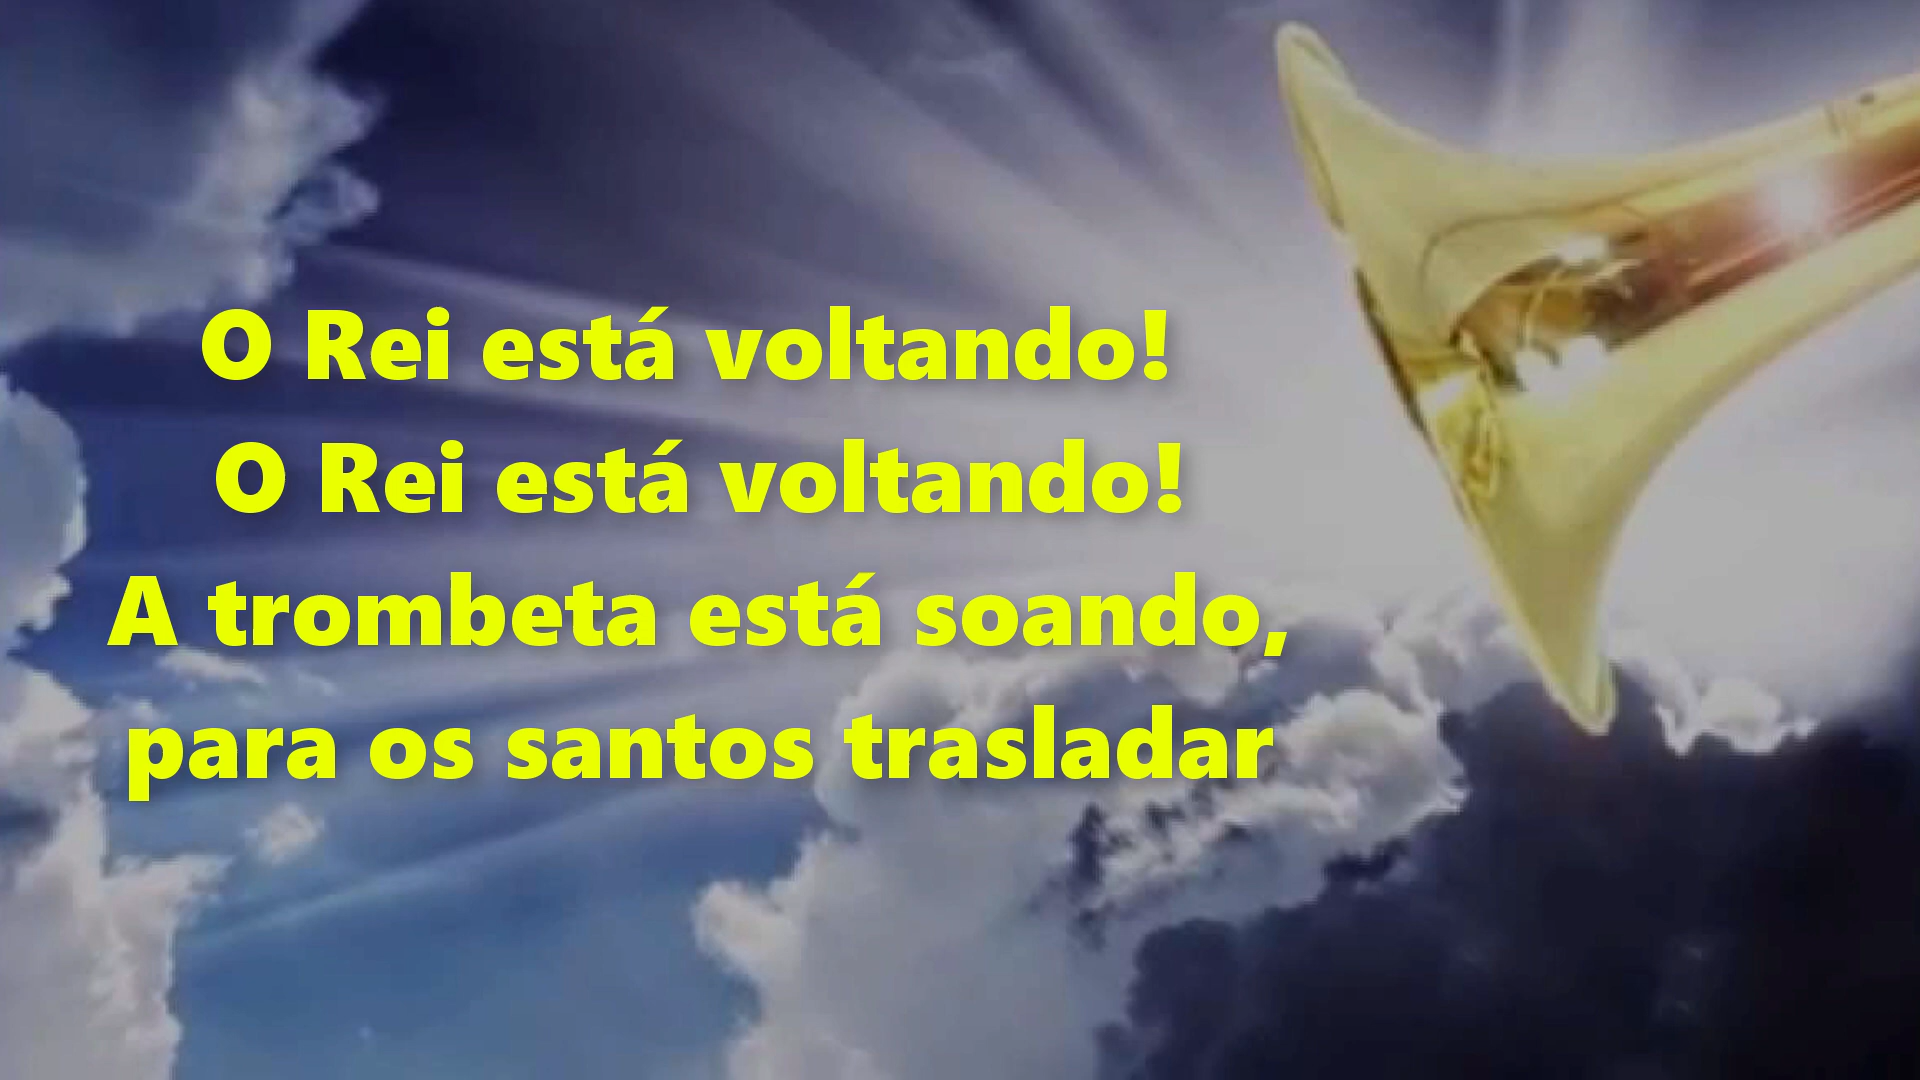 O Rei está voltando!
O Rei está voltando!
A trombeta está soando,
para os santos trasladar